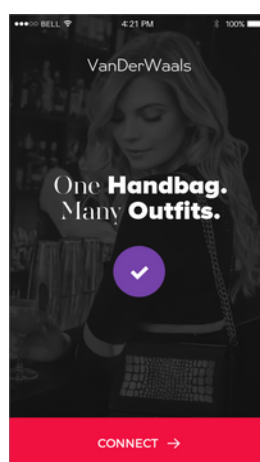 BELL 4:21 PM 100%
VanDerWaals
One Handbag.
Many Outfits.
CONNECT →